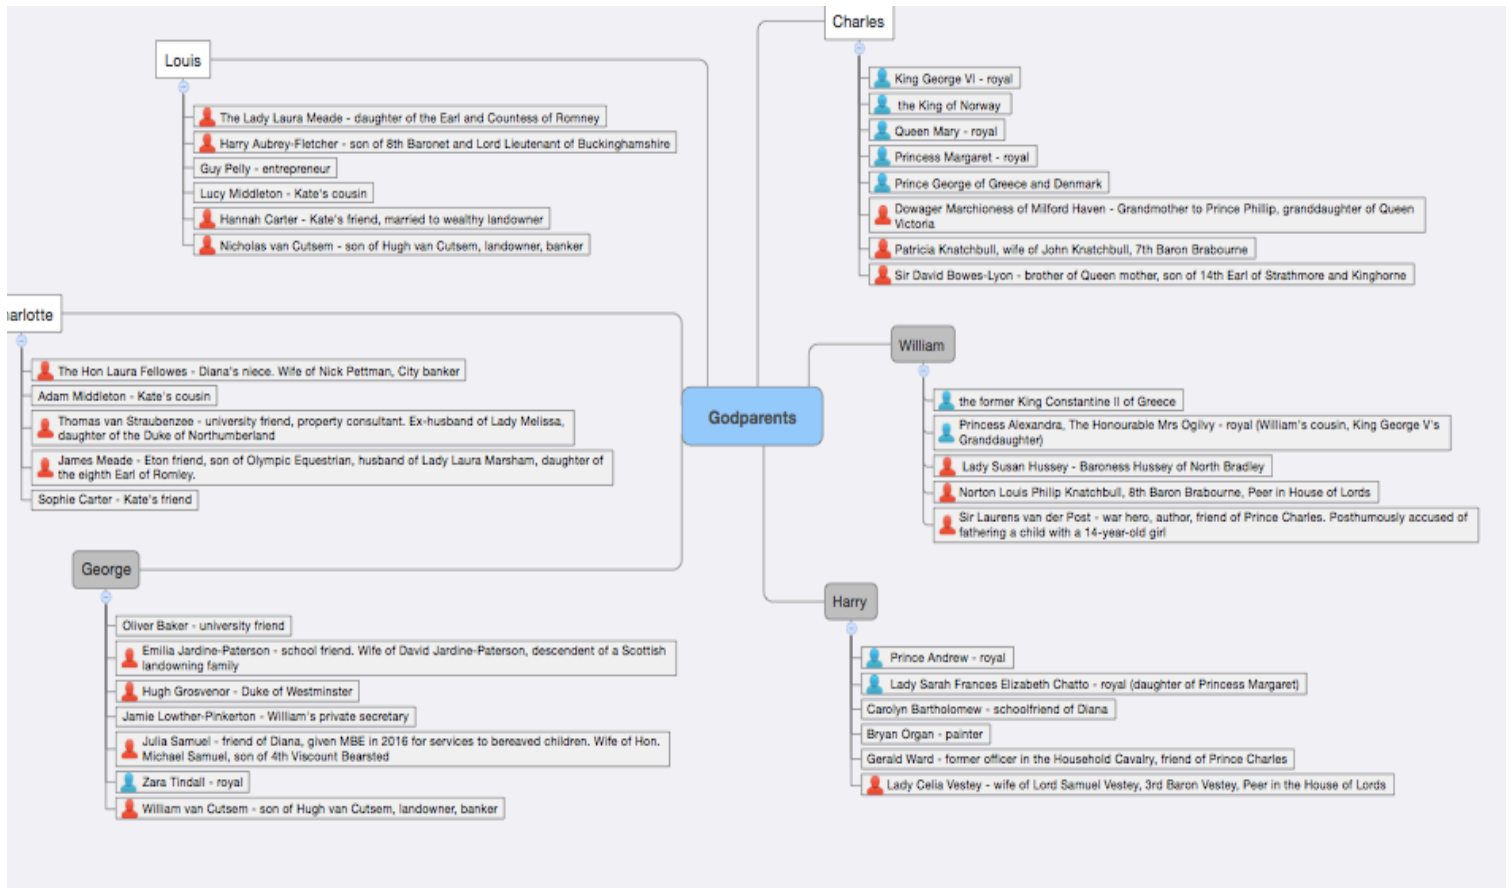 Charles
King George VI - royal
the King of Norway
Queen Mary - royal
Princess Margaret - royal
Prince George of Greece and Denmark
Dowager Marchioness of Milford Haven - Grandmother to Prince Phillip, granddaughter of Queen
Victoria
Patricia Knatchbull, wife of John Knatchbull, 7th Baron Brabourne
Sir David Bowes-Lyon - brother of Queen mother, son of 14th Earl of Strathmore and Kinghorne
Louis
The Lady Laura Meade - daughter of the Earl and Countess of Romney
Harry Aubrey-Fletcher - son of 8th Baronet and Lord Lieutenant of Buckinghamshire
Guy Pelly - entrepreneur
Lucy Middleton - Kate's cousin
Hannah Carter - Kate's friend, married to wealthy landowner
Nicholas van Cutsem - son of Hugh van Cutsem, landowner, banker
arlotte
The Hon Laura Fellowes - Diana's niece. Wife of Nick Pettman, City banker
Adam Middleton - Kate's cousin
Thomas van Straubenzee - university friend, property consultant. Ex-husband of Lady Melissa,
daughter of the Duke of Northumberland
James Meade - Eton friend, son of Olympic Equestrian, husband of Lady Laura Marsham, daughter of
the eighth Earl of Romley.
Sophie Carter - Kate's friend
Godparents
William
the former King Constantine II of Greece
Princess Alexandra, The Honourable Mrs Ogilvy - royal (William's cousin, King George V's
Granddaughter)
Lady Susan Hussey - Baroness Hussey of North Bradley
Norton Louis Philip Knatchbull, 8th Baron Brabourne, Peer in House of Lords
Sir Laurens van der Post - war hero, author, friend of Prince Charles. Posthumously accused of
fathering a child with a 14-year-old girl
George
Oliver Baker - university friend
Emilia Jardine-Paterson - school friend. Wife of David Jardine-Paterson, descendent of a Scottish
landowning family
Hugh Grosvenor - Duke of Westminster
Jamie Lowther-Pinkerton - William's private secretary
Julia Samuel - friend of Diana, given MBE in 2016 for services to bereaved children. Wife of Hon.
Michael Samuel, son of 4th Viscount Bearsted
Zara Tindall - royal
William van Cutsem - son of Hugh van Cutsem, landowner, banker
Harry
Prince Andrew - royal
Lady Sarah Frances Elizabeth Chatto - royal (daughter of Princess Margaret)
Carolyn Bartholomew - schoolfriend of Diana
Bryan Organ - painter
Gerald Ward - former officer in the Household Cavalry, friend of Prince Charles
Lady Celia Vestey - wife of Lord Samuel Vestey, 3rd Baron Vestey, Peer in the House of Lords